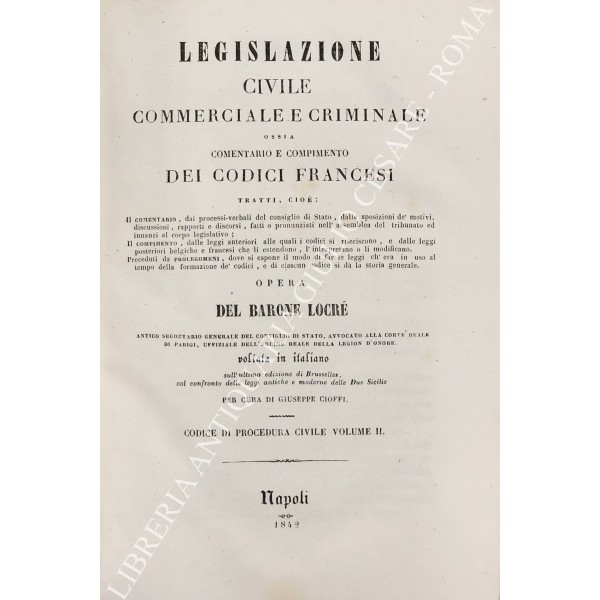 LEGISLAZIONE
CIVILE
COMMERCIALE E CRIMINALE
OSSIA
COMENTARIO E COMPIMENTO
DEI CODICI FRANCESI
TRATTI, CIOÈ:
Il COMENTARIO, dai processi-verbali del consiglio di Stato, dalle sposizioni de' motivi,
discussioni, rapporti e discorsi, fatti o pronunziati nell'assemblea del tribunato ed
innanzi al corpo legislativo;
Il COMPIMENTO, dalle leggi anteriori alle quali i codici si riferiscono, e dalle leggi
posteriori belgiche e francesi che li estendono, l'interpretano o li modificano.
Preceduti da PROLEGOMENI, dove si espone il modo di far le leggi ch'era in uso al
tempo della formazione de' codici, e di ciascun codice si dà la storia generale.
OPERA
DEL BARONE LOCRÉ
ANTICO SEGRETARIO GENERALE DEL CONSIGLIO DI STATO, AVVOCATO ALLA CORTE REALE
DI PARIGI, UFFIZIALE DELL'ORDINE REALE DELLA LEGION D'ONORE.
voltata in italiano
sull'ultima edizione di Brusselles,
col confronto delle leggi antiche e moderne delle Due Sicilie
PER CURA DI GIUSEPPE CIOFFI.
CODICE DI PROCEDURA CIVILE VOLUME II.
Napoli
1842
LIBRERIA ANTIQUARIA GIULIO CESARE - ROMA